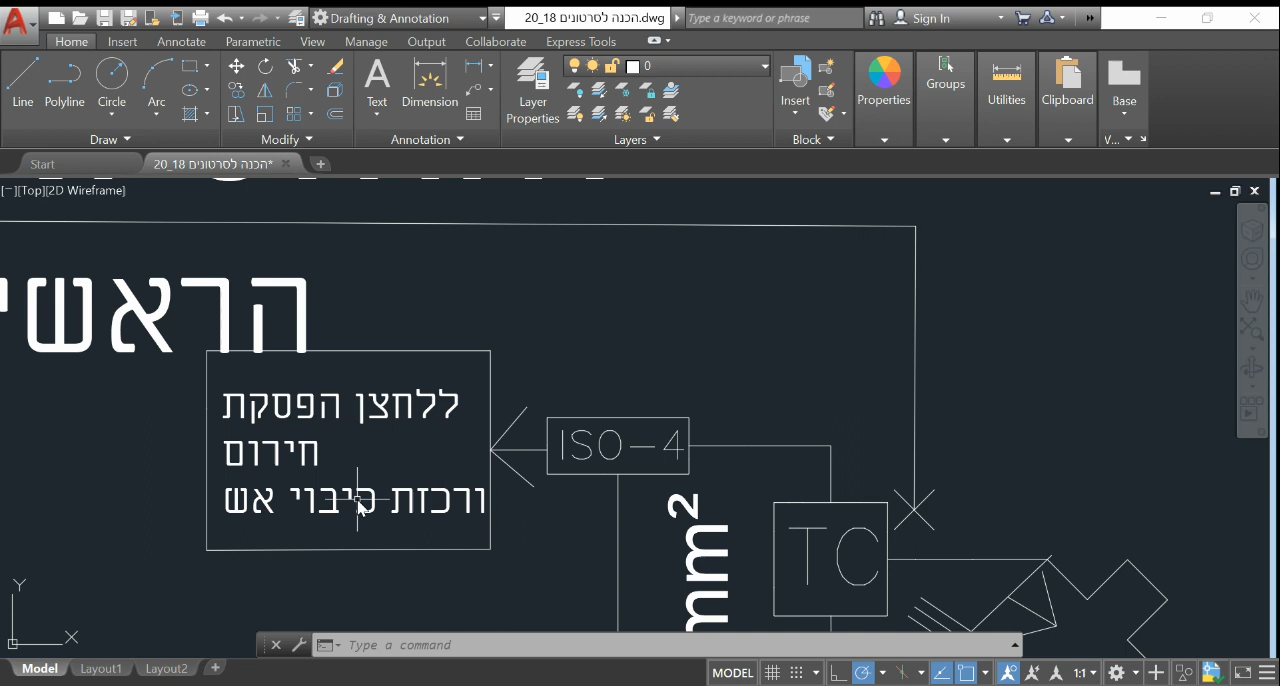 Drafting & Annotation
הכנה לסרטונים 18_20.dwg
Type a keyword or phrase
Sign In
Home Insert Annotate Parametric View Manage Output Collaborate Express Tools
Line Polyline Circle Arc
Text Dimension
Layer Properties
0
Insert
Properties
Groups
Utilities
Clipboard
Base
Draw
Modify
Annotation
Layers
Block
V...
Start
הכנה לסרטונים 18_20*
[−][Top][2D Wireframe]
הראשי
ללחצן הפסקת
חירום
ורכזת כיבוי אש
ISO-4
mm²
TC
Y
X
Type a command
Model Layout1 Layout2
MODEL
1:1